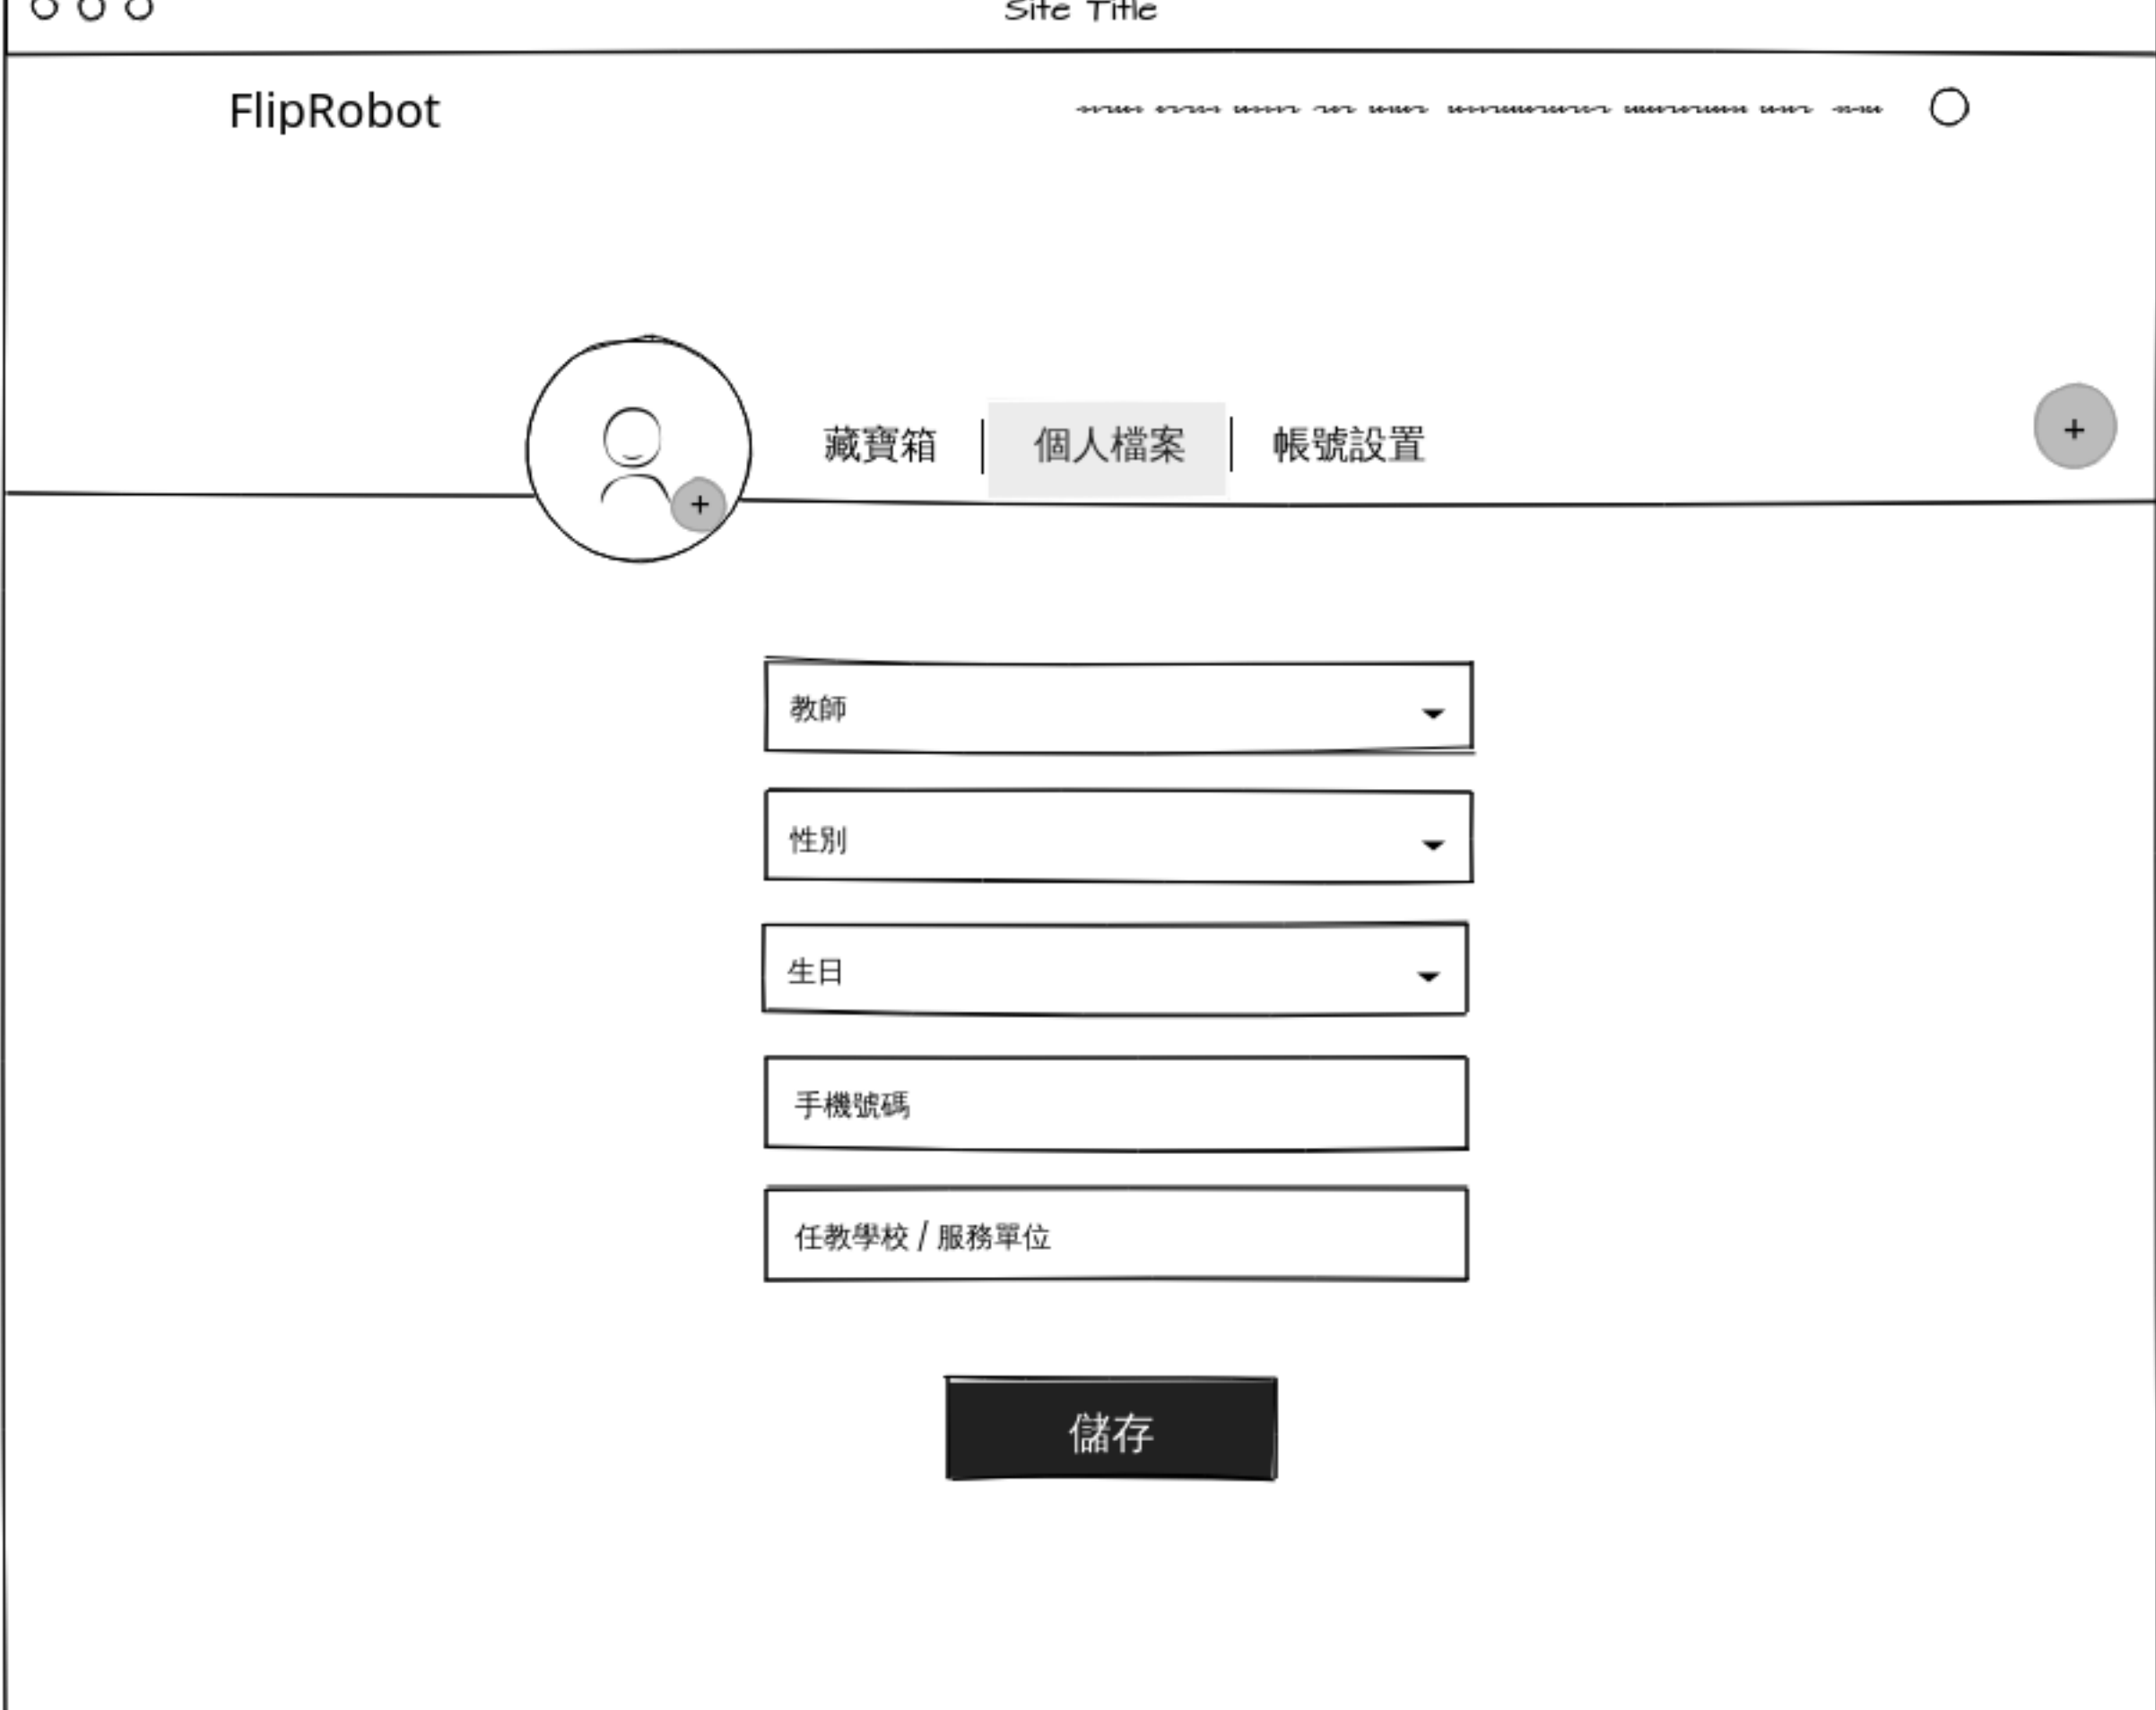 Site Title
FlipRobot
藏寶箱 個人檔案 帳號設置
+
+
教師
性別
生日
手機號碼
任教學校 / 服務單位
儲存